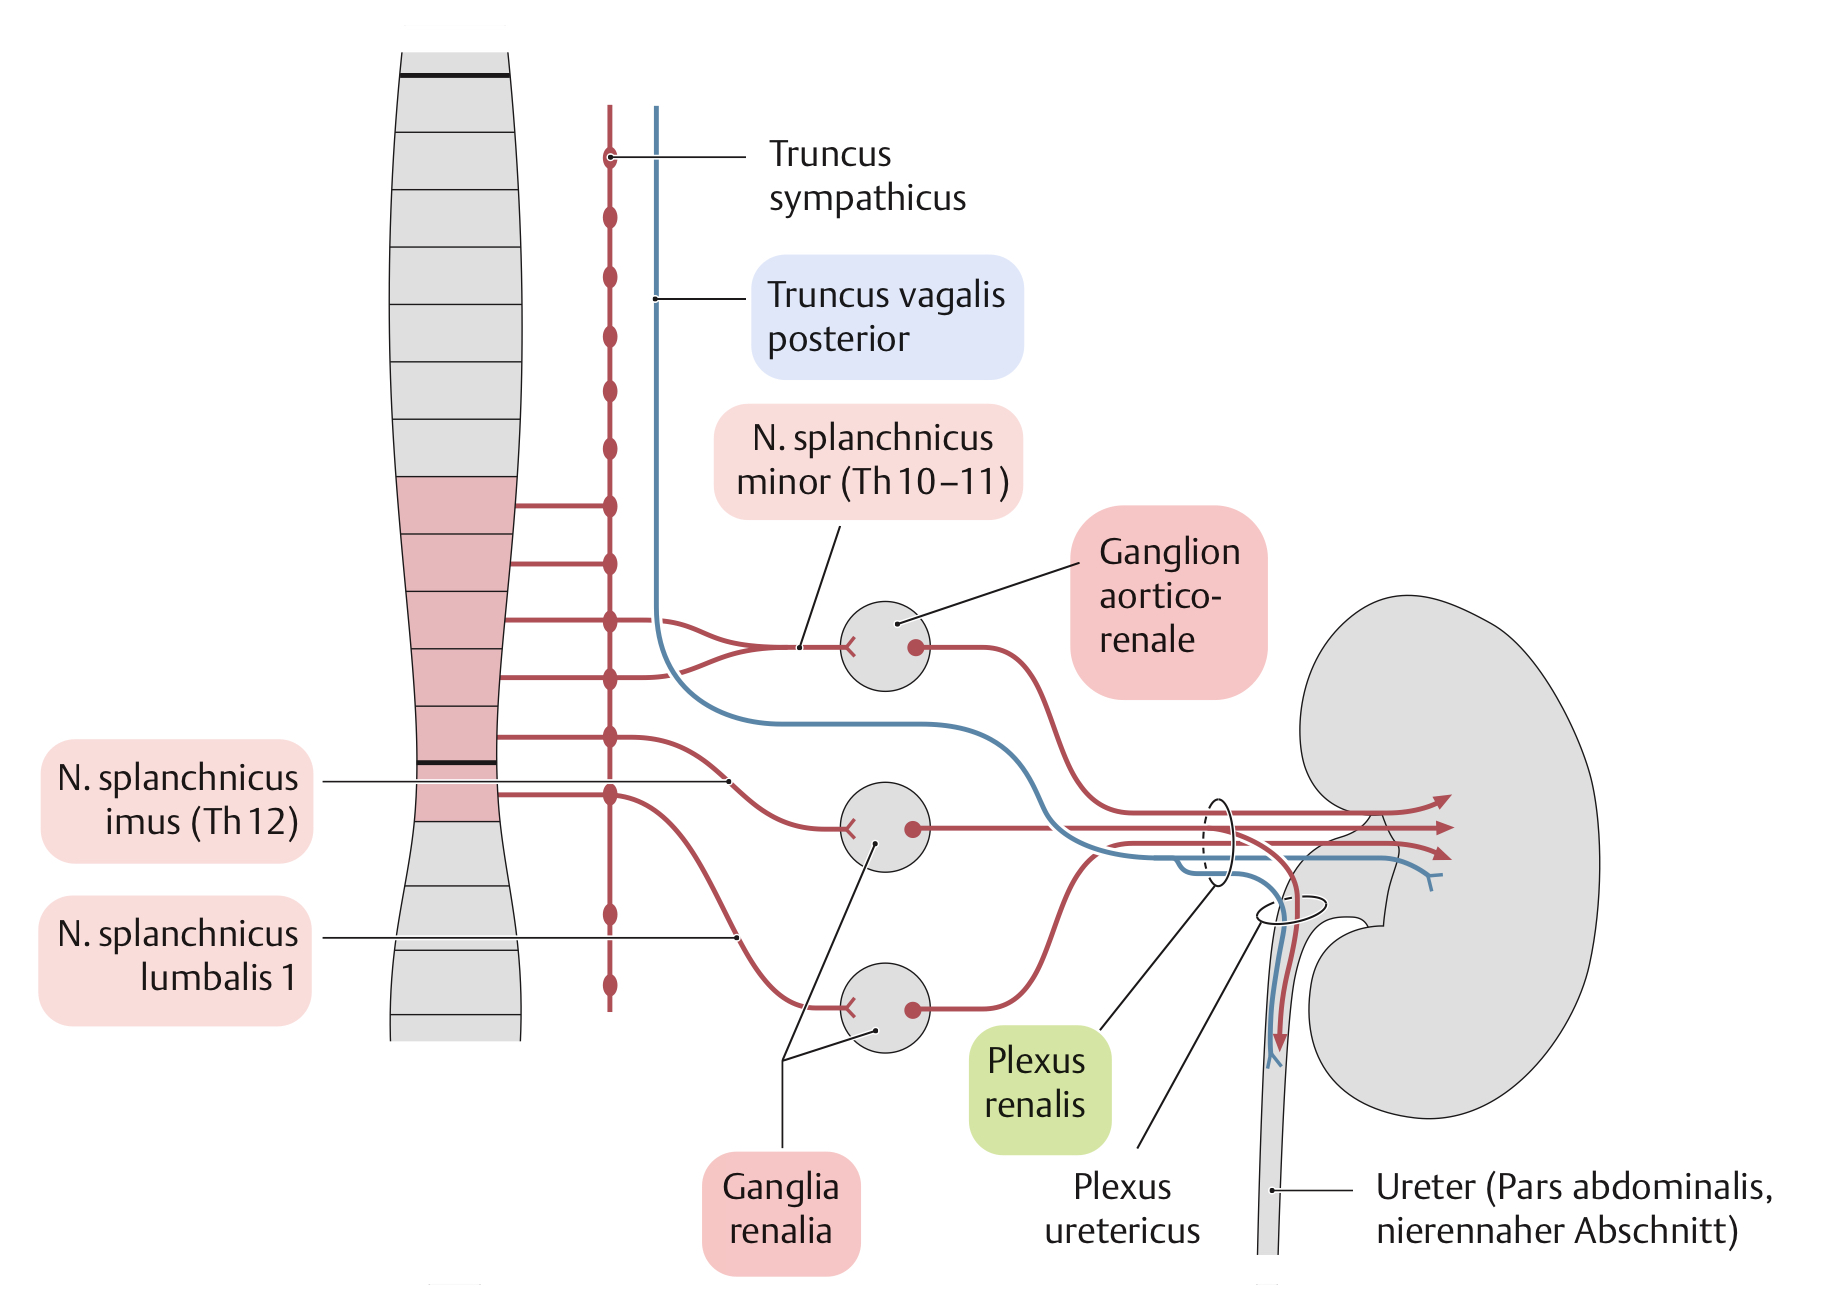 Truncus
sympathicus
Truncus vagalis
posterior
N. splanchnicus
minor (Th 10–11)
Ganglion
aortico-
renale
N. splanchnicus
imus (Th 12)
N. splanchnicus
lumbalis 1
Plexus
renalis
Ganglia
renalia
Plexus
uretericus
Ureter (Pars abdominalis,
nierennaher Abschnitt)